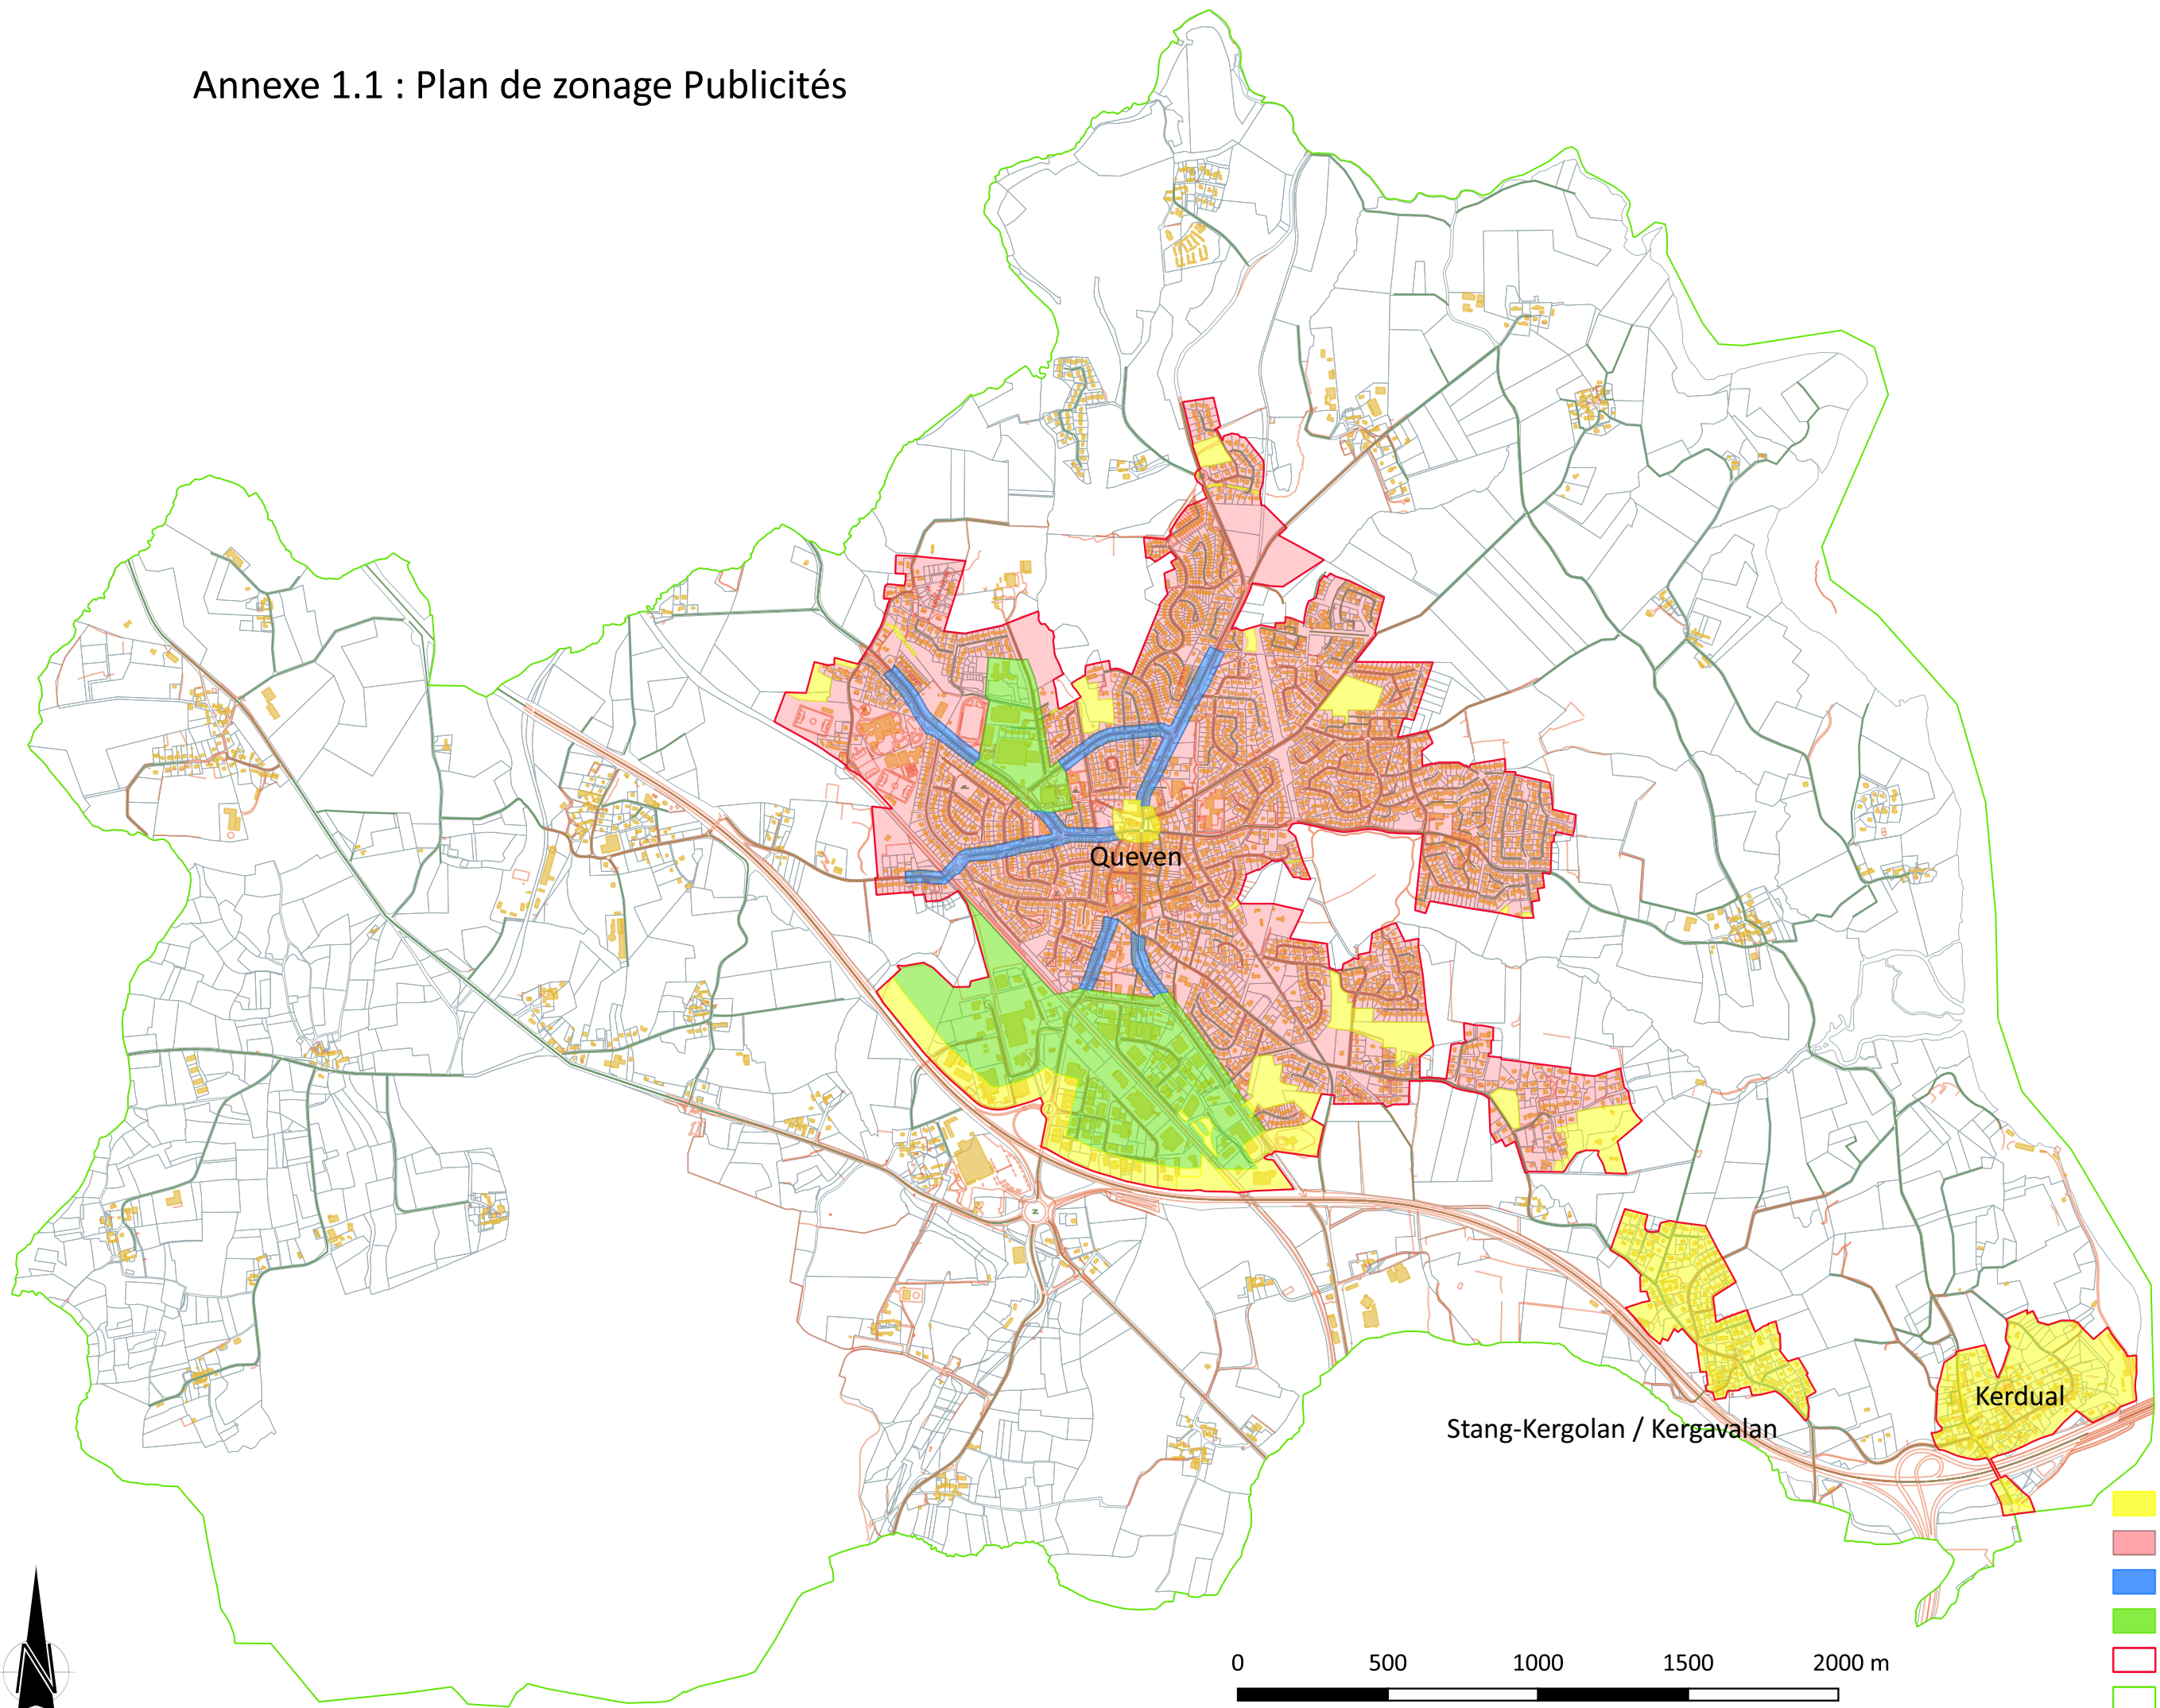 Annexe 1.1 : Plan de zonage Publicités
Queven
Kerdual
Stang-Kergolan / Kergavalan
0 500 1000 1500 2000 m
N